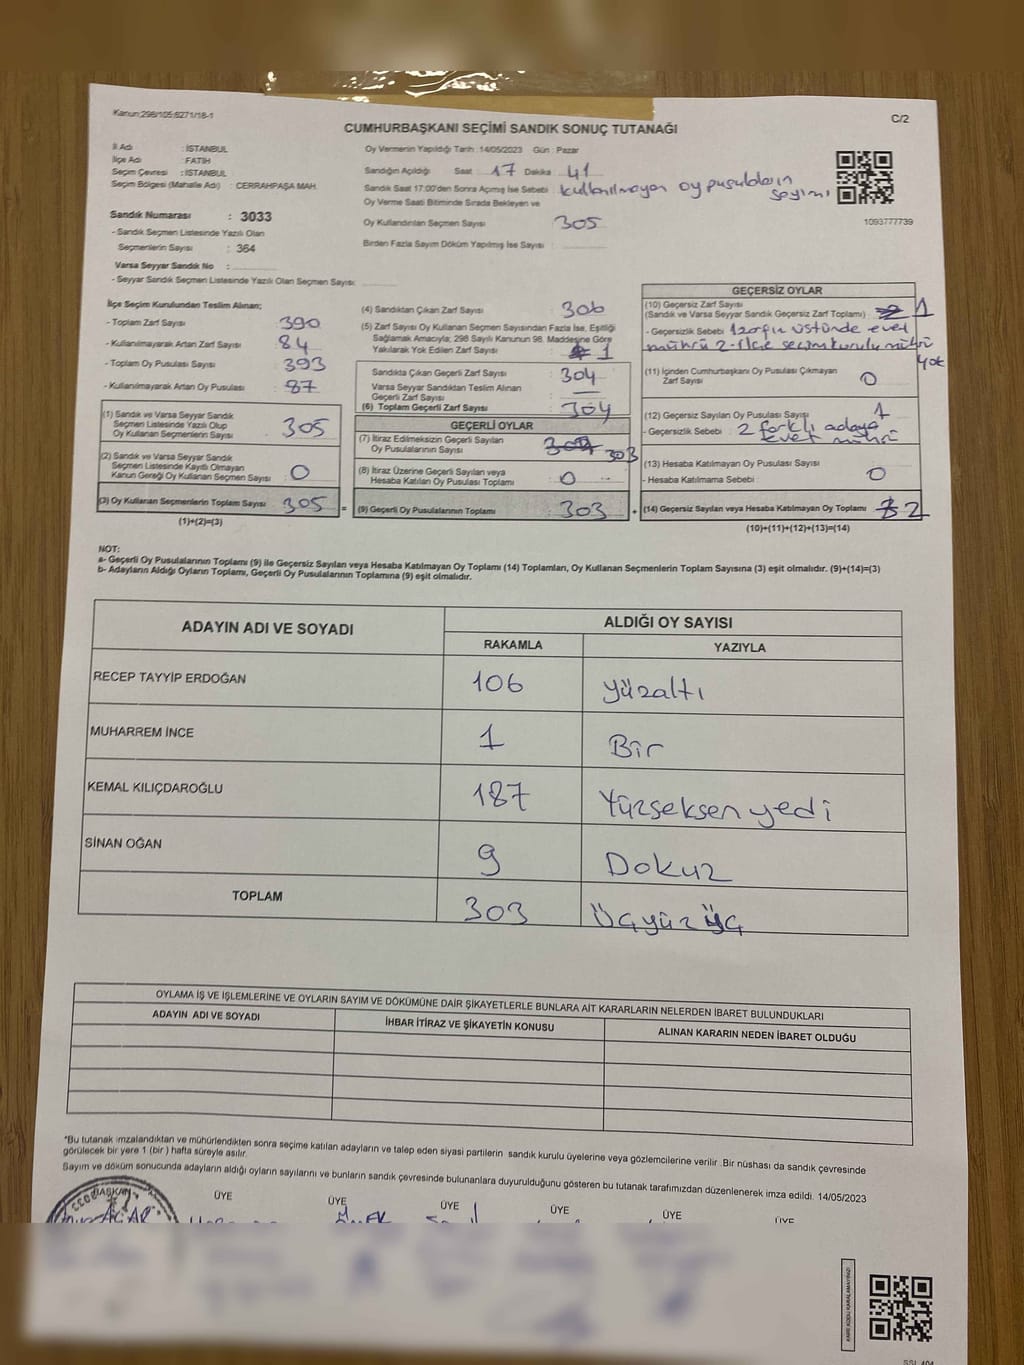 Kanun:298/105;6271/18-1
C/2
CUMHURBAŞKANI SEÇİMİ SANDIK SONUÇ TUTANAĞI
İl Adı : İSTANBUL
İlçe Adı : FATİH
Seçim Çevresi : İSTANBUL
Seçim Bölgesi (Mahalle Adı) : CERRAHPAŞA MAH.
Sandık Numarası : 3033
- Sandık Seçmen Listesinde Yazılı Olan
Seçmenlerin Sayısı : 364
Varsa Seyyar Sandık No :
- Seyyar Sandık Seçmen Listesinde Yazılı Olan Seçmen Sayısı :
Oy Vermenin Yapıldığı Tarih :14/05/2023 Gün : Pazar
Sandığın Açıldığı Saat : 17 Dakika : 41
Sandık Saat 17.00'den Sonra Açımış İse Sebebi : kullanılmayan oy pusulaların sayımı
Oy Verme Saati Bitiminde Sırada Bekleyen ve
Oy Kullandırılan Seçmen Sayısı : 305
Birden Fazla Sayım Döküm Yapılmış İse Sayısı :
1093777739
İlçe Seçim Kurulundan Teslim Alınan;
- Toplam Zarf Sayısı : 390
- Kullanılmayarak Artan Zarf Sayısı : 84
- Toplam Oy Pusulası Sayısı : 393
- Kullanılmayarak Artan Oy Pusulası : 87
(1) Sandık ve Varsa Seyyar Sandık
Seçmen Listesinde Yazılı Olup
Oy Kullanan Seçmenlerin Sayısı : 305
(2) Sandık ve Varsa Seyyar Sandık
Seçmen Listesinde Kayıtlı Olmayan
Kanun Gereği Oy Kullanan Seçmen Sayısı : 0
(3) Oy Kullanan Seçmenlerin Toplam Sayısı : 305 =
(1)+(2)=(3)
(4) Sandıktan Çıkan Zarf Sayısı : 306
(5) Zarf Sayısı Oy Kullanan Seçmen Sayısından Fazla İse, Eşitliği
Sağlamak Amacıyla; 298 Sayılı Kanunun 98. Maddesine Göre
Yakılarak Yok Edilen Zarf Sayısı : 1
Sandıkta Çıkan Geçerli Zarf Sayısı : 304
Varsa Seyyar Sandıktan Teslim Alınan
Geçerli Zarf Sayısı :
(6) Toplam Geçerli Zarf Sayısı : 304
GEÇERLİ OYLAR
(7) İtiraz Edilmeksizin Geçerli Sayılan
Oy Pusulalarının Sayısı : 303
(8) İtiraz Üzerine Geçerli Sayılan veya
Hesaba Katılan Oy Pusulası Toplamı : 0
(9) Geçerli Oy Pusulalarının Toplamı : 303 +
GEÇERSİZ OYLAR
(10) Geçersiz Zarf Sayısı
(Sandık ve Varsa Seyyar Sandık Geçersiz Zarf Toplamı) : 1
- Geçersizlik Sebebi : 1 zarfın üstünde evet
mührü 2-ilçe seçim kurulu mührü
yok
(11) İçinden Cumhurbaşkanı Oy Pusulası Çıkmayan
Zarf Sayısı : 0
(12) Geçersiz Sayılan Oy Pusulası Sayısı : 1
- Geçersizlik Sebebi : 2 farklı adaya
evet mührü
(13) Hesaba Katılmayan Oy Pusulası Sayısı : 0
- Hesaba Katılmama Sebebi :
(14) Geçersiz Sayılan veya Hesaba Katılmayan Oy Toplamı : 2
(10)+(11)+(12)+(13)=(14)
NOT:
a- Geçerli Oy Pusulalarının Toplamı (9) ile Geçersiz Sayılan veya Hesaba Katılmayan Oy Toplamı (14) Toplamları, Oy Kullanan Seçmenlerin Toplam Sayısına (3) eşit olmalıdır. (9)+(14)=(3)
b- Adayların Aldığı Oyların Toplamı, Geçerli Oy Pusulalarının Toplamına (9) eşit olmalıdır.
ADAYIN ADI VE SOYADI ALDIĞI OY SAYISI
RAKAMLA YAZIYLA
RECEP TAYYİP ERDOĞAN 106 Yüzaltı
MUHARREM İNCE 1 Bir
KEMAL KILIÇDAROĞLU 187 Yüzseksen yedi
SİNAN OĞAN 9 Dokuz
TOPLAM 303 Üçyüz üç
OYLAMA İŞ VE İŞLEMLERİNE VE OYLARIN SAYIM VE DÖKÜMÜNE DAİR ŞİKAYETLERLE BUNLARA AİT KARARLARIN NELERDEN İBARET BULUNDUKLARI
ADAYIN ADI VE SOYADI İHBAR İTİRAZ VE ŞİKAYETİN KONUSU ALINAN KARARIN NEDEN İBARET OLDUĞU
*Bu tutanak imzalandıktan ve mühürlendikten sonra seçime katılan adayların ve talep eden siyasi partilerin sandık kurulu üyelerine veya gözlemcilerine verilir .Bir nüshası da sandık çevresinde
görülecek bir yere 1 (bir ) hafta süreyle asılır.
Sayım ve döküm sonucunda adayların aldığı oyların sayılarını ve bunların sandık çevresinde bulunanlara duyurulduğunu gösteren bu tutanak tarafımızdan düzenlenerek imza edildi. 14/05/2023
BAŞKAN ÜYE ÜYE ÜYE ÜYE ÜYE ÜYE